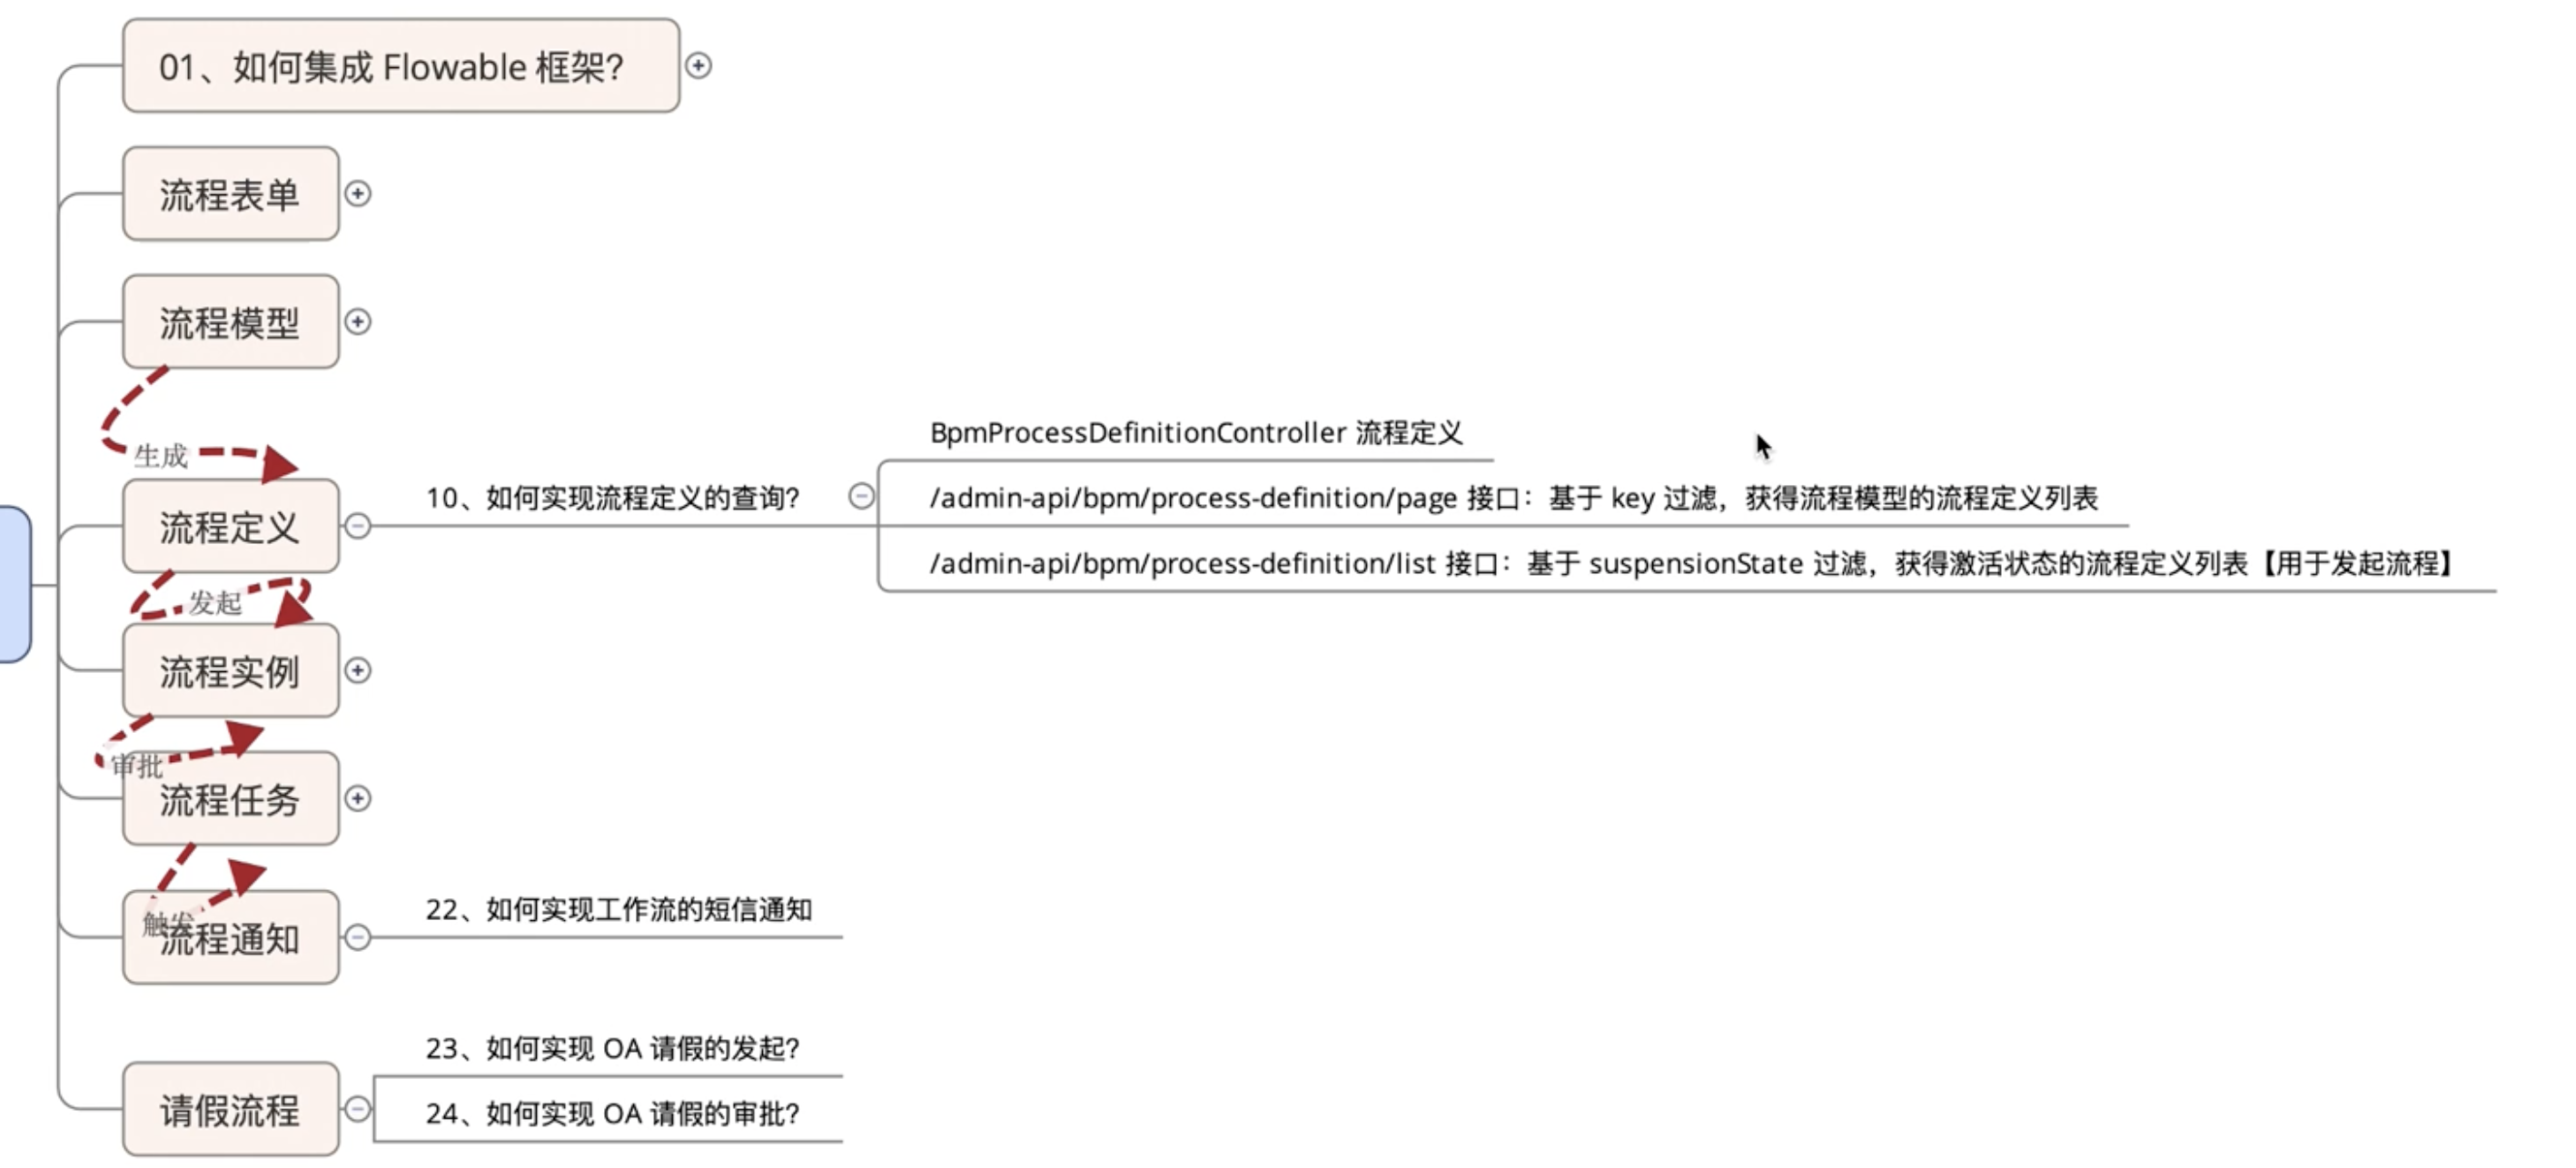 01、如何集成 Flowable 框架?
流程表单
流程模型
生成
流程定义
10、如何实现流程定义的查询?
BpmProcessDefinitionController 流程定义
/admin-api/bpm/process-definition/page 接口：基于 key 过滤，获得流程模型的流程定义列表
/admin-api/bpm/process-definition/list 接口：基于 suspensionState 过滤，获得激活状态的流程定义列表【用于发起流程】
发起
流程实例
审批
流程任务
触发
流程通知
22、如何实现工作流的短信通知
请假流程
23、如何实现 OA 请假的发起?
24、如何实现 OA 请假的审批?